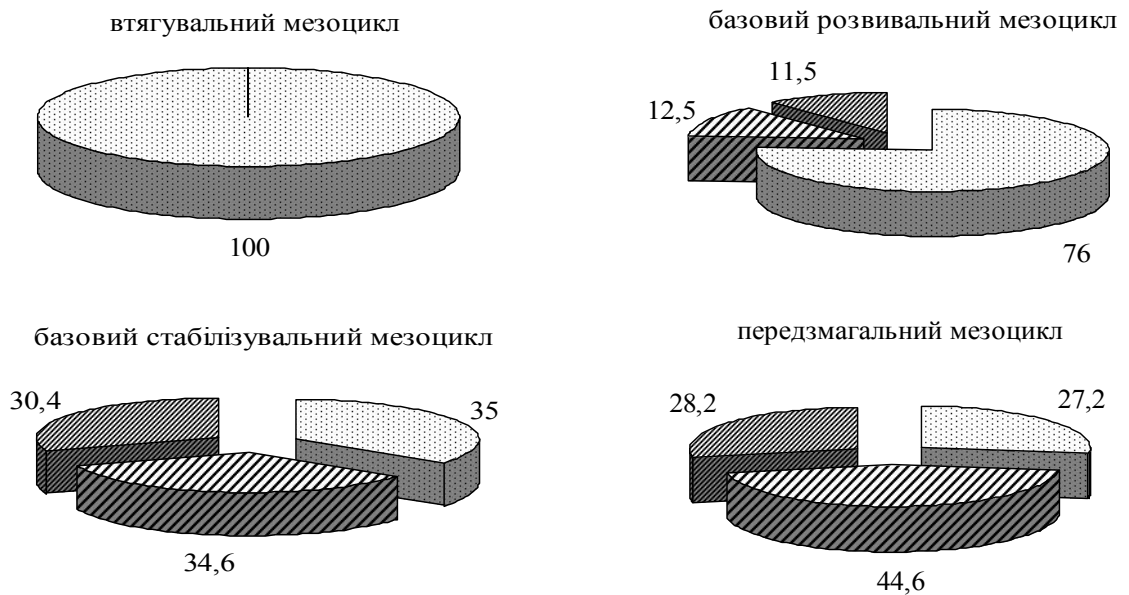 втягувальний мезоцикл
100
базовий розвивальний мезоцикл
11,5
12,5
76
базовий стабілізувальний мезоцикл
30,4
35
34,6
передзмагальний мезоцикл
28,2
27,2
44,6